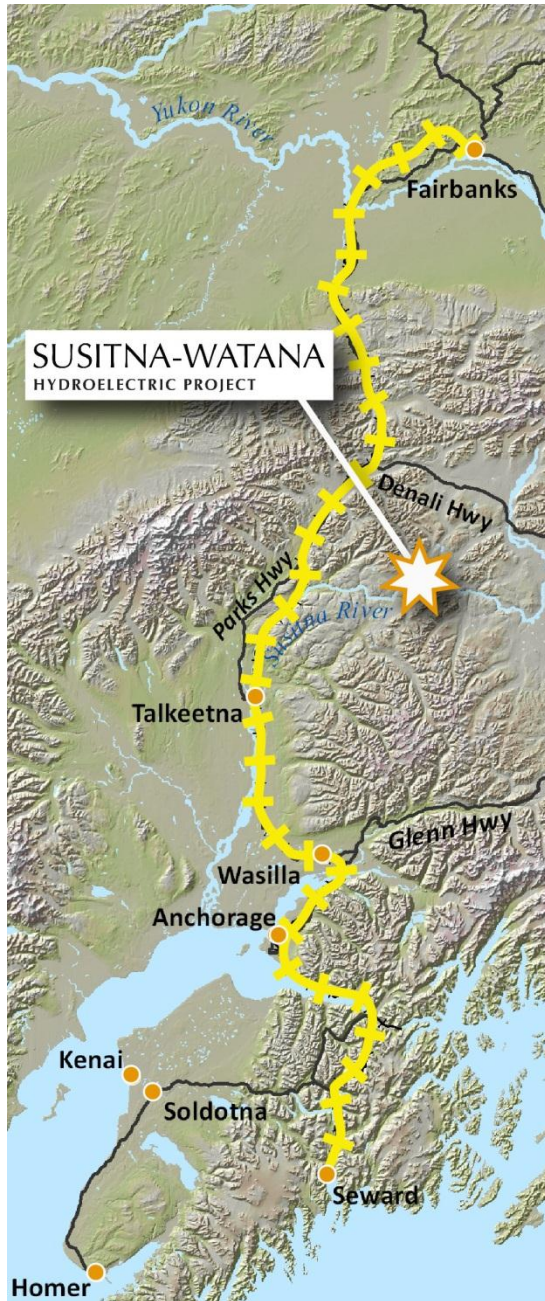 Yukon River
Fairbanks
SUSITNA-WATANA
HYDROELECTRIC PROJECT
Denali Hwy
Parks Hwy
Susitna River
Talkeetna
Glenn Hwy
Wasilla
Anchorage
Kenai
Soldotna
Seward
Homer